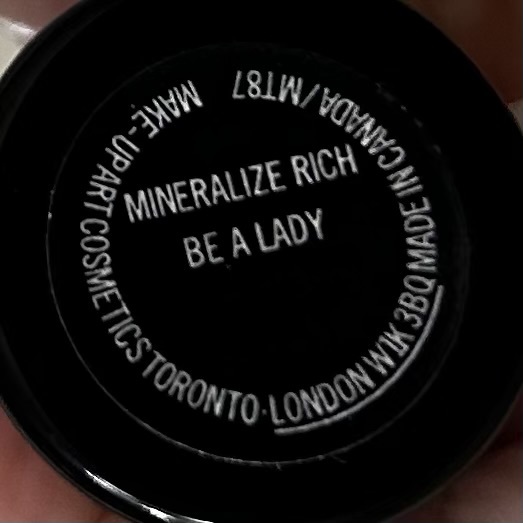 MINERALIZE RICH
BE A LADY
MAKE-UP ART COSMETICS TORONTO·LONDON W1K 3BQ MADE IN CANADA/MT87